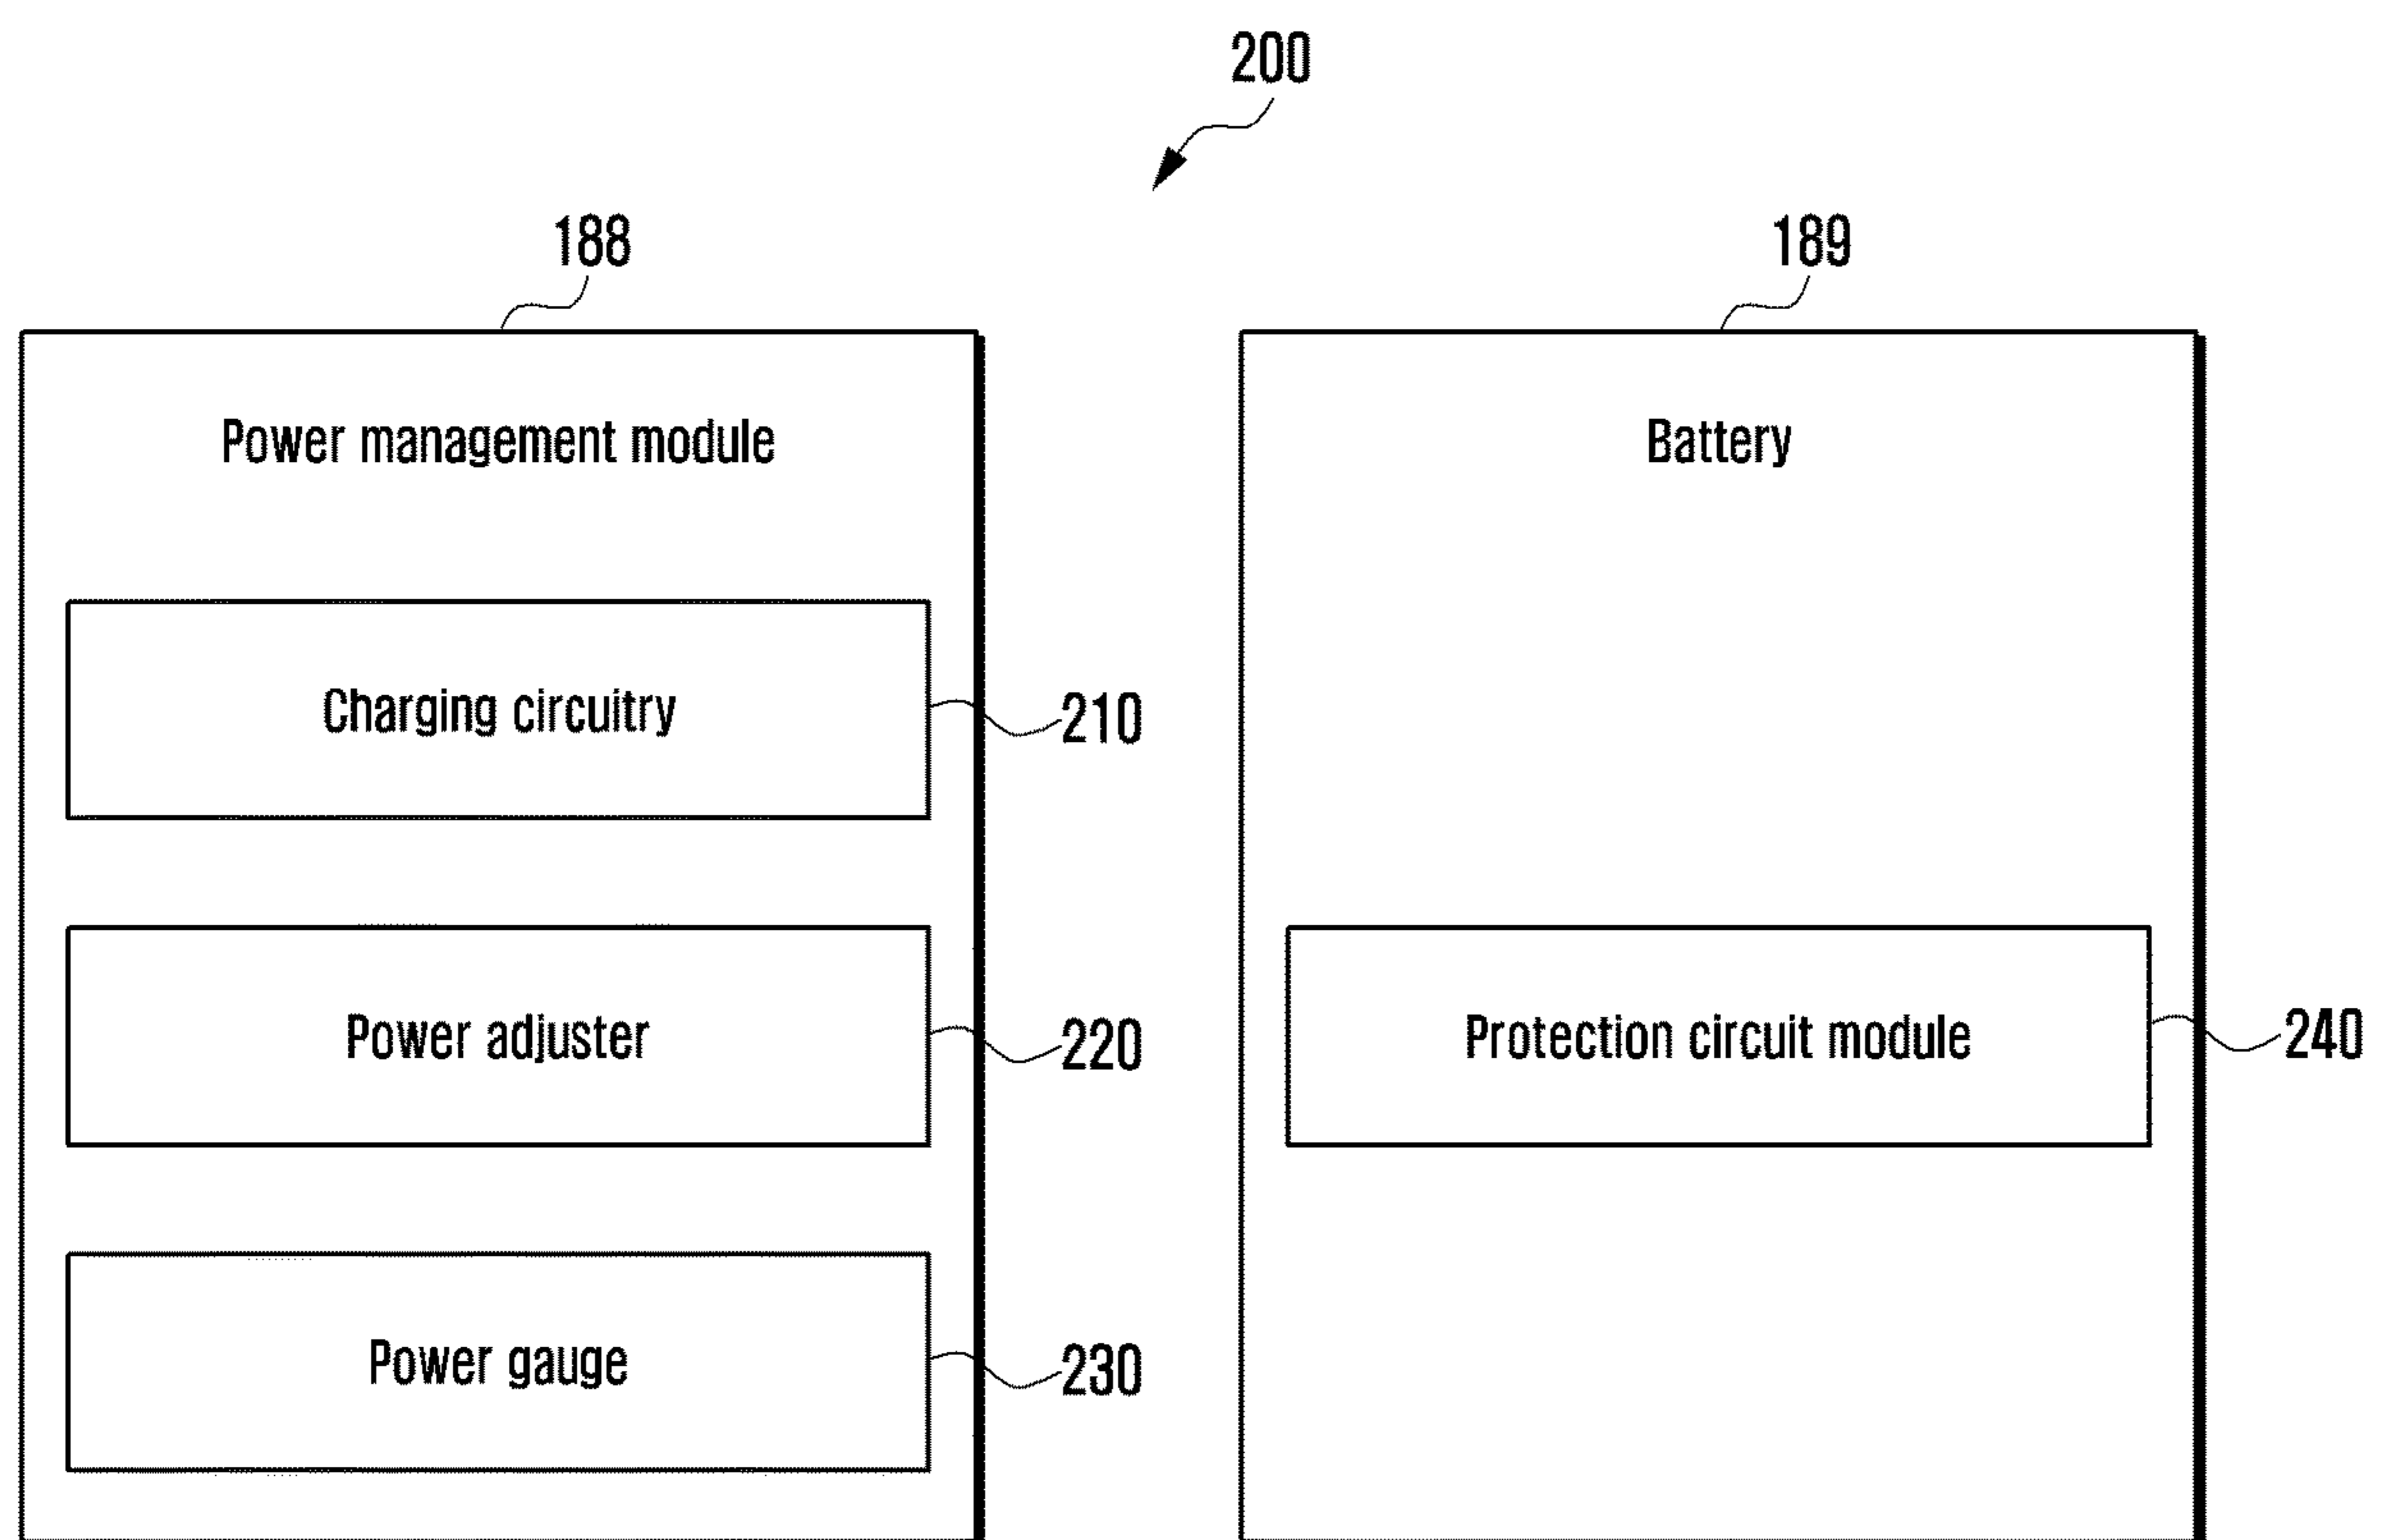 200
188
189
Power management module
Battery
Charging circuitry
210
Power adjuster
220
Protection circuit module
240
Power gauge
230